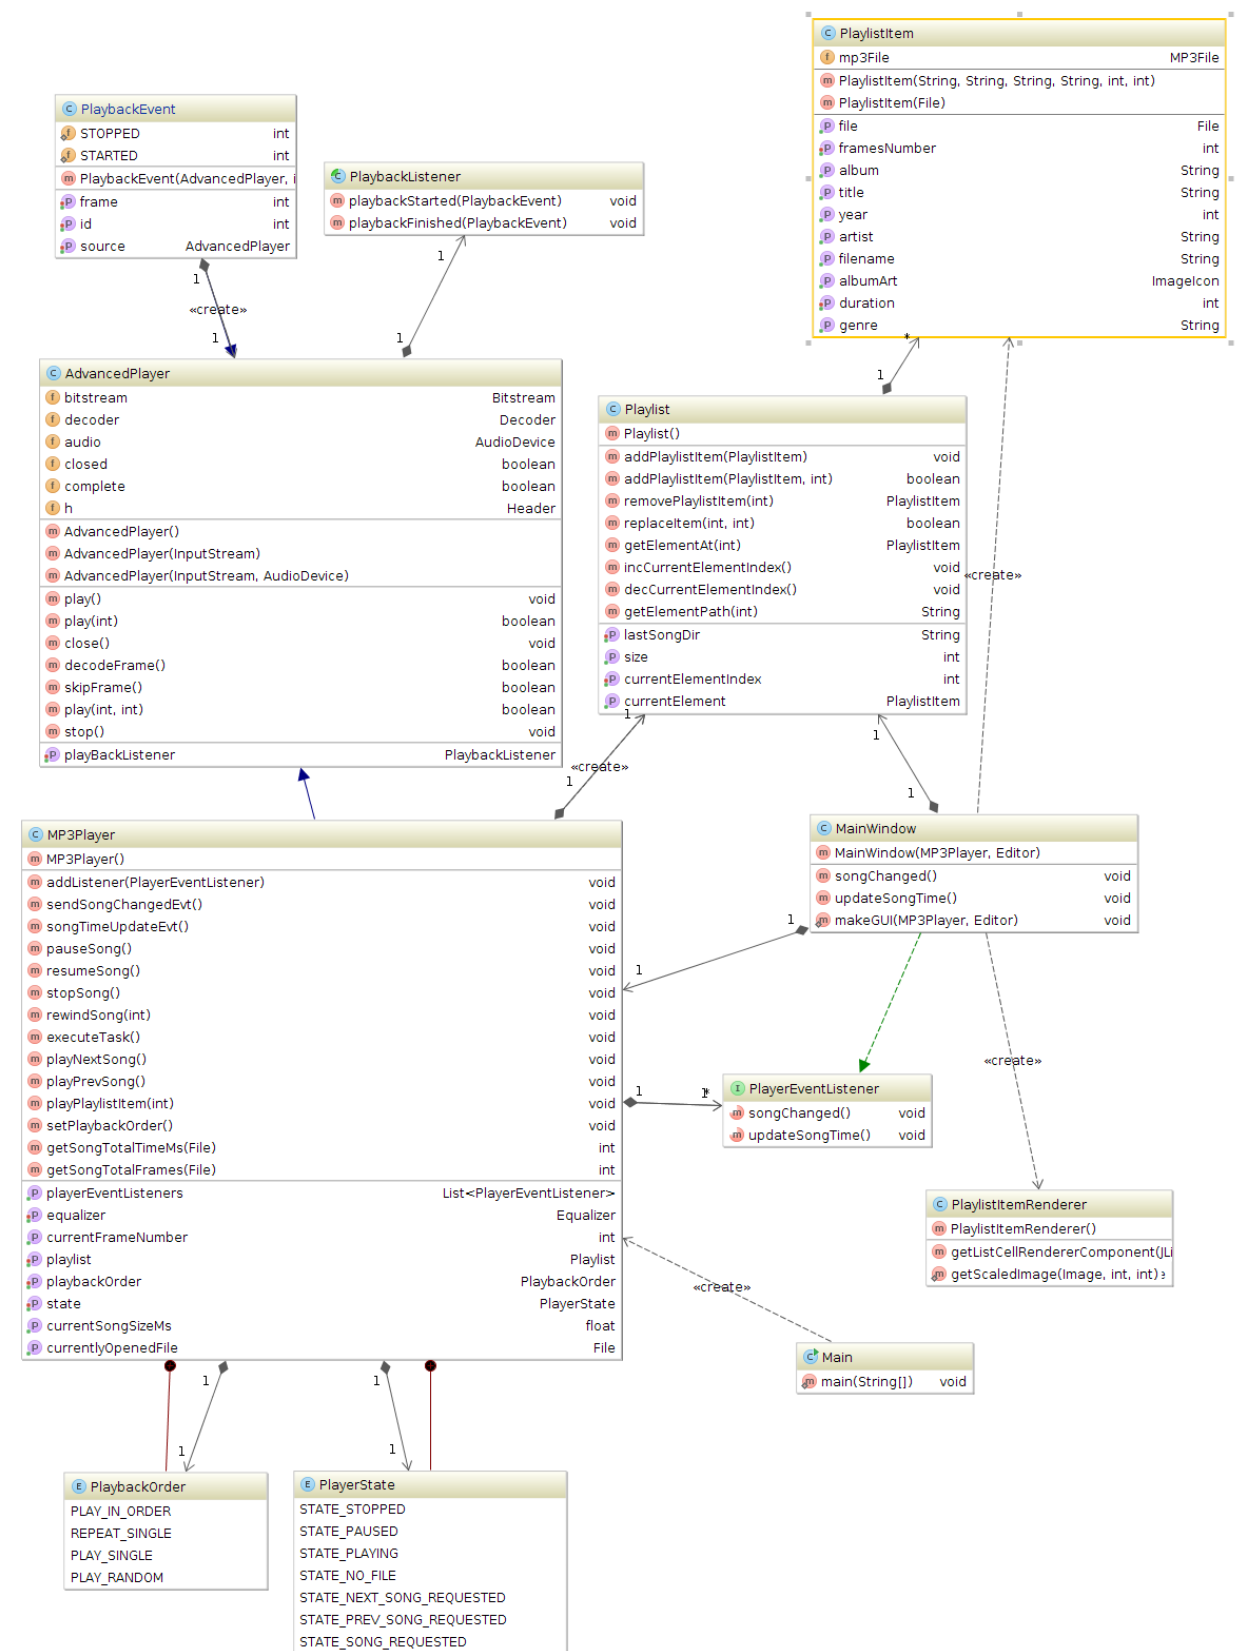 PlaylistItem
mp3File MP3File
PlaylistItem(String, String, String, String, int, int)
PlaylistItem(File)
file File
framesNumber int
album String
title String
year int
artist String
filename String
albumArt ImageIcon
duration int
genre String
PlaybackEvent
STOPPED int
STARTED int
PlaybackEvent(AdvancedPlayer, i
frame int
id int
source AdvancedPlayer
PlaybackListener
playbackStarted(PlaybackEvent) void
playbackFinished(PlaybackEvent) void
1
«create»
1
1
1
*
1
AdvancedPlayer
bitstream Bitstream
decoder Decoder
audio AudioDevice
closed boolean
complete boolean
h Header
AdvancedPlayer()
AdvancedPlayer(InputStream)
AdvancedPlayer(InputStream, AudioDevice)
play() void
play(int) boolean
close() void
decodeFrame() boolean
skipFrame() boolean
play(int, int) boolean
stop() void
playBackListener PlaybackListener
Playlist
Playlist()
addPlaylistItem(PlaylistItem) void
addPlaylistItem(PlaylistItem, int) boolean
removePlaylistItem(int) PlaylistItem
replaceItem(int, int) boolean
getElementAt(int) PlaylistItem
incCurrentElementIndex() void
decCurrentElementIndex() void
getElementPath(int) String
lastSongDir String
size int
currentElementIndex int
currentElement PlaylistItem
«create»
1
«create»
1
1
1
MP3Player
MP3Player()
addListener(PlayerEventListener) void
sendSongChangedEvt() void
songTimeUpdateEvt() void
pauseSong() void
resumeSong() void
stopSong() void
rewindSong(int) void
executeTask() void
playNextSong() void
playPrevSong() void
playPlaylistItem(int) void
setPlaybackOrder() void
getSongTotalTimeMs(File) int
getSongTotalFrames(File) int
playerEventListeners List<PlayerEventListener>
equalizer Equalizer
currentFrameNumber int
playlist Playlist
playbackOrder PlaybackOrder
state PlayerState
currentSongSizeMs float
currentlyOpenedFile File
MainWindow
MainWindow(MP3Player, Editor)
songChanged() void
updateSongTime() void
makeGUI(MP3Player, Editor) void
1
1
«create»
1
1
*
PlayerEventListener
songChanged() void
updateSongTime() void
PlaylistItemRenderer
PlaylistItemRenderer()
getListCellRendererComponent(JLi
getScaledImage(Image, int, int)
«create»
Main
main(String[]) void
1
1
1
1
PlaybackOrder
PLAY_IN_ORDER
REPEAT_SINGLE
PLAY_SINGLE
PLAY_RANDOM
PlayerState
STATE_STOPPED
STATE_PAUSED
STATE_PLAYING
STATE_NO_FILE
STATE_NEXT_SONG_REQUESTED
STATE_PREV_SONG_REQUESTED
STATE_SONG_REQUESTED